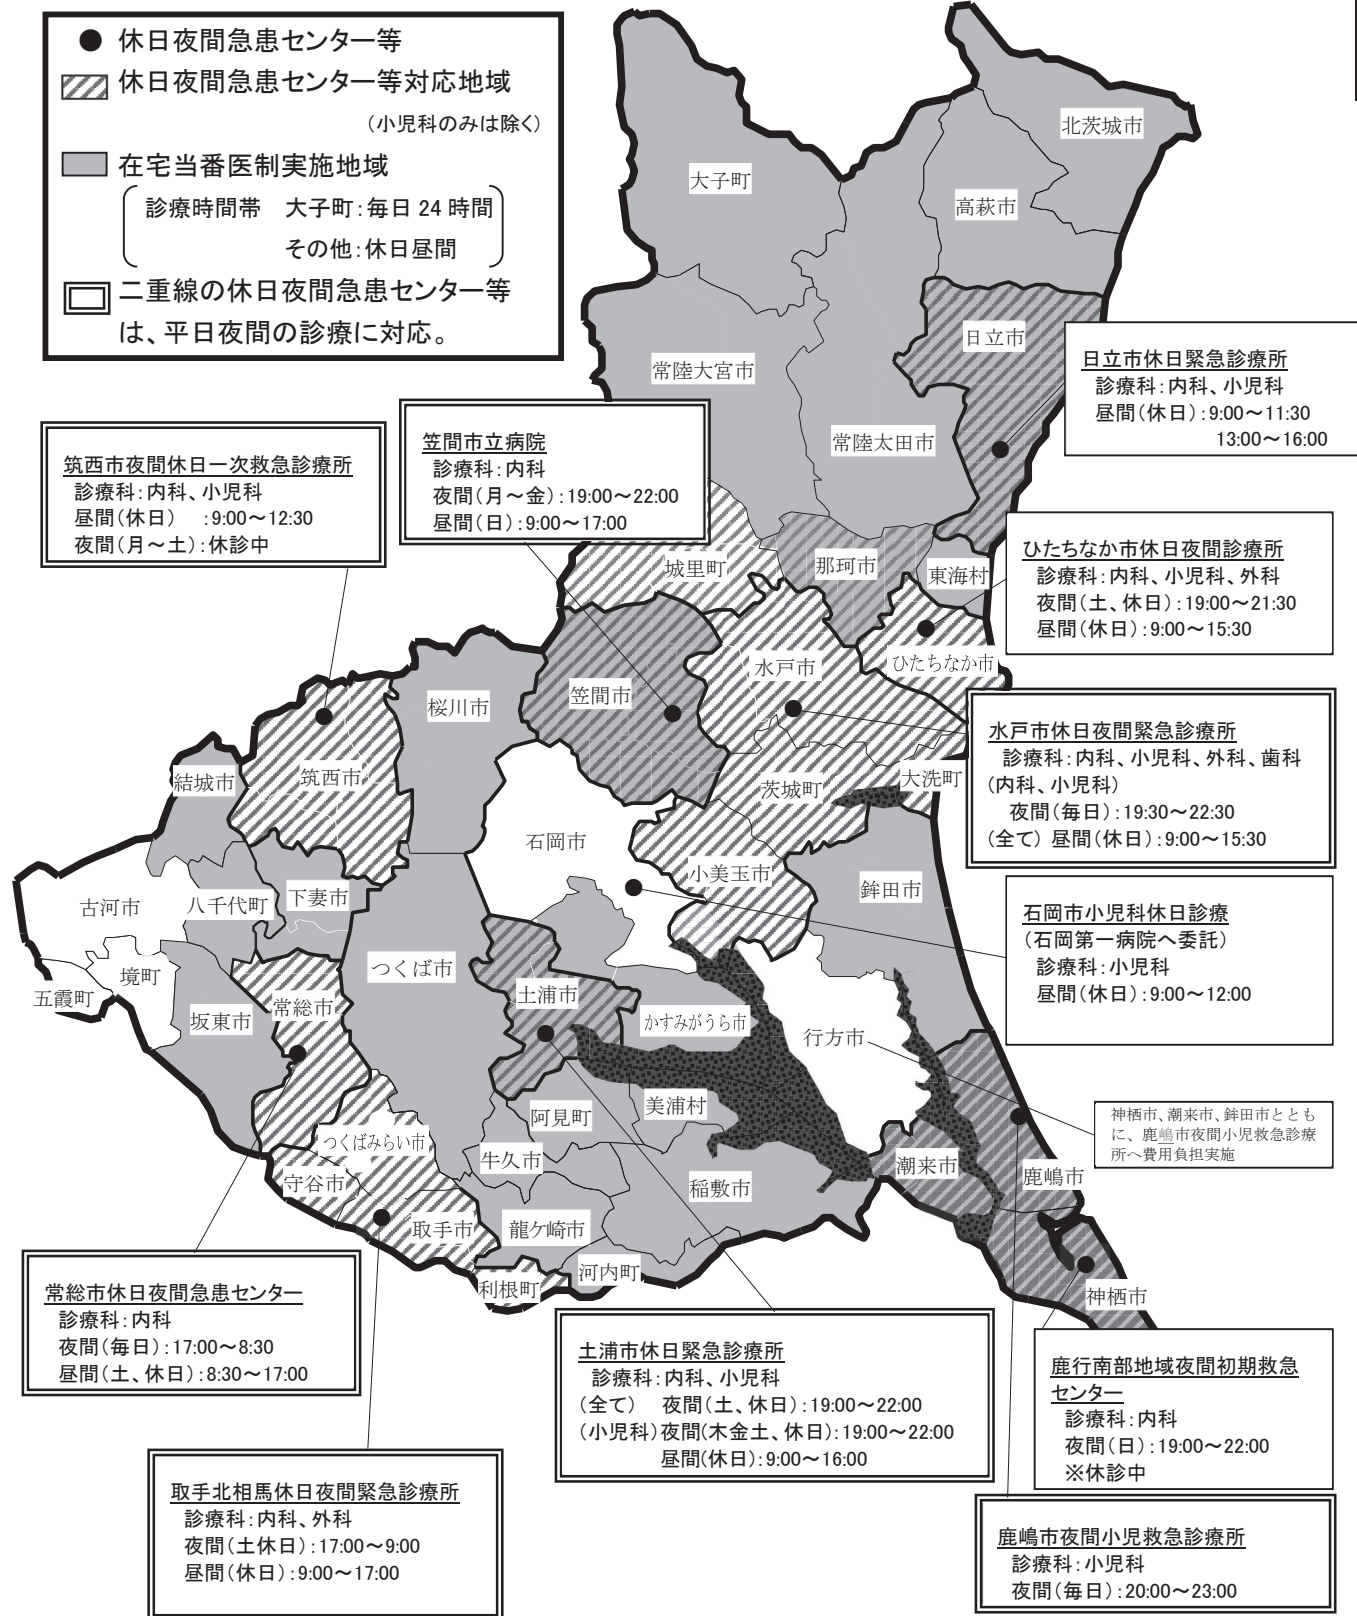 ● 休日夜間急患センター等
休日夜間急患センター等対応地域
（小児科のみは除く）
在宅当番医制実施地域
診療時間帯　大子町：毎日 24 時間
その他：休日昼間
二重線の休日夜間急患センター等
は、平日夜間の診療に対応。
北茨城市
大子町
高萩市
日立市
常陸大宮市
常陸太田市
日立市休日緊急診療所
診療科：内科、小児科
昼間（休日）：9:00～11:30
13:00～16:00
筑西市夜間休日一次救急診療所
診療科：内科、小児科
昼間（休日）　：9:00～12:30
夜間（月～土）：休診中
笠間市立病院
診療科：内科
夜間（月～金）：19:00～22:00
昼間（日）：9:00～17:00
ひたちなか市休日夜間診療所
診療科：内科、小児科、外科
夜間（土、休日）：19:00～21:30
昼間（休日）：9:00～15:30
城里町
那珂市
東海村
水戸市
ひたちなか市
笠間市
桜川市
筑西市
結城市
茨城町
大洗町
水戸市休日夜間緊急診療所
診療科：内科、小児科、外科、歯科
（内科、小児科）
夜間（毎日）：19:30～22:30
（全て）昼間（休日）：9:00～15:30
石岡市
小美玉市
鉾田市
古河市
八千代町
下妻市
石岡市小児科休日診療
（石岡第一病院へ委託）
診療科：小児科
昼間（休日）：9:00～12:00
つくば市
境町
五霞町
坂東市
常総市
土浦市
かすみがうら市
行方市
神栖市、潮来市、鉾田市ととも
に、鹿嶋市夜間小児救急診療
所へ費用負担実施
美浦村
阿見町
つくばみらい市
牛久市
守谷市
稲敷市
潮来市
鹿嶋市
取手市
龍ケ崎市
河内町
利根町
神栖市
常総市休日夜間急患センター
診療科：内科
夜間（毎日）：17:00～8:30
昼間（土、休日）：8:30～17:00
土浦市休日緊急診療所
診療科：内科、小児科
（全て）　夜間（土、休日）：19:00～22:00
（小児科）夜間（木金土、休日）：19:00～22:00
昼間（休日）：9:00～16:00
鹿行南部地域夜間初期救急
センター
診療科：内科
夜間（日）：19:00～22:00
※休診中
取手北相馬休日夜間緊急診療所
診療科：内科、外科
夜間（土休日）：17:00～9:00
昼間（休日）：9:00～17:00
鹿嶋市夜間小児救急診療所
診療科：小児科
夜間（毎日）：20:00～23:00